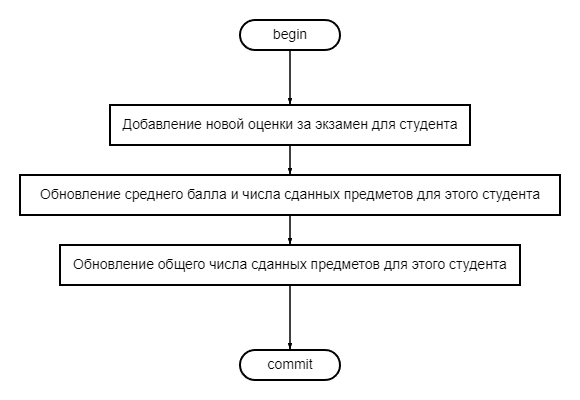 begin
Добавление новой оценки за экзамен для студента
Обновление среднего балла и числа сданных предметов для этого студента
Обновление общего числа сданных предметов для этого студента
commit